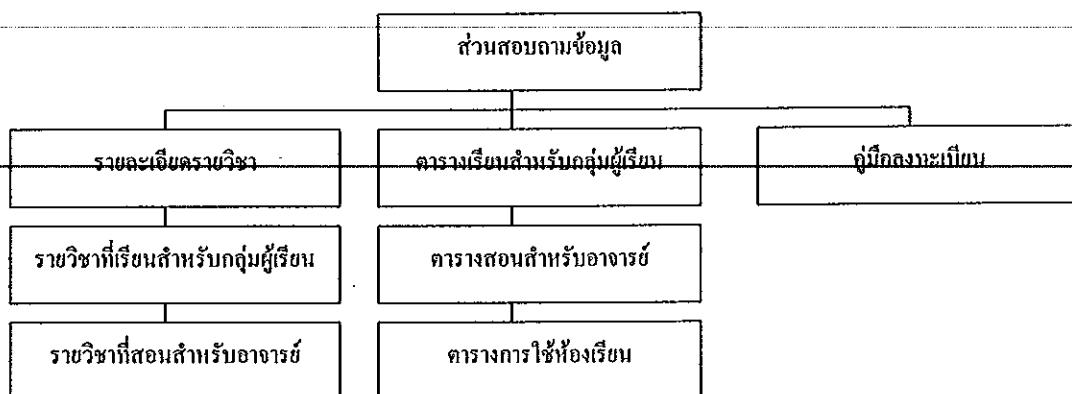 ส่วนสอบถามข้อมูล
รายละเอียดรายวิชา
ตารางเรียนสำหรับกลุ่มผู้เรียน
คู่มือลงทะเบียน
รายวิชาที่เรียนสำหรับกลุ่มผู้เรียน
ตารางสอนสำหรับอาจารย์
รายวิชาที่สอนสำหรับอาจารย์
ตารางการใช้ห้องเรียน